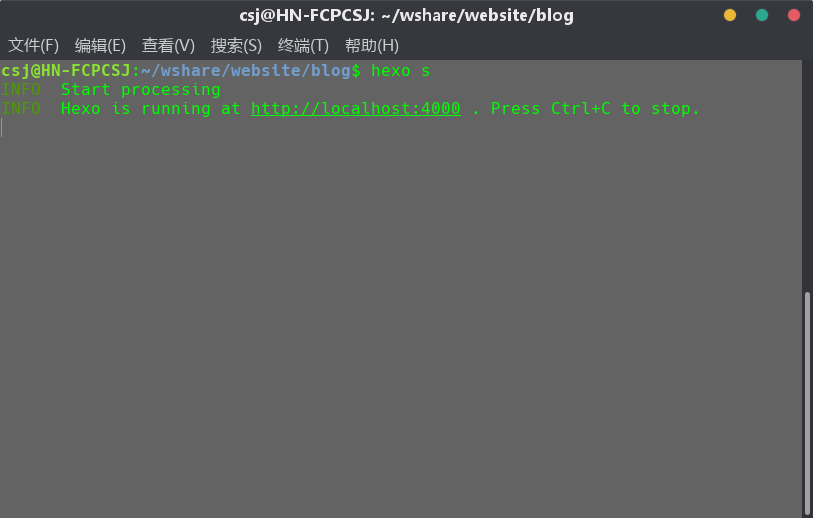 csj@HN-FCPCSJ: ~/wshare/website/blog
文件(F) 编辑(E) 查看(V) 搜索(S) 终端(T) 帮助(H)
csj@HN-FCPCSJ:~/wshare/website/blog$ hexo s
INFO  Start processing
INFO  Hexo is running at http://localhost:4000 . Press Ctrl+C to stop.